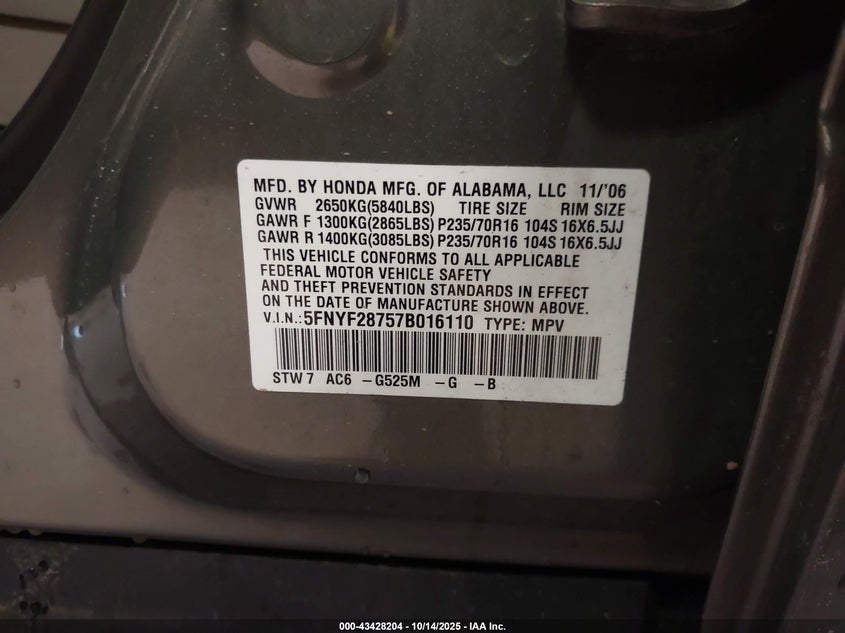 MFD. BY HONDA MFG. OF ALABAMA, LLC 11/'06
GVWR 2650KG(5840LBS) TIRE SIZE RIM SIZE
GAWR F 1300KG(2865LBS) P235/70R16 104S 16X6.5JJ
GAWR R 1400KG(3085LBS) P235/70R16 104S 16X6.5JJ
THIS VEHICLE CONFORMS TO ALL APPLICABLE
FEDERAL MOTOR VEHICLE SAFETY
AND THEFT PREVENTION STANDARDS IN EFFECT
ON THE DATE OF MANUFACTURE SHOWN ABOVE.
V.I.N.:5FNYF28757B016110 TYPE: MPV
STW7 AC6 -G525M -G -B
000-43428204 | 10/14/2025 - IAA Inc.